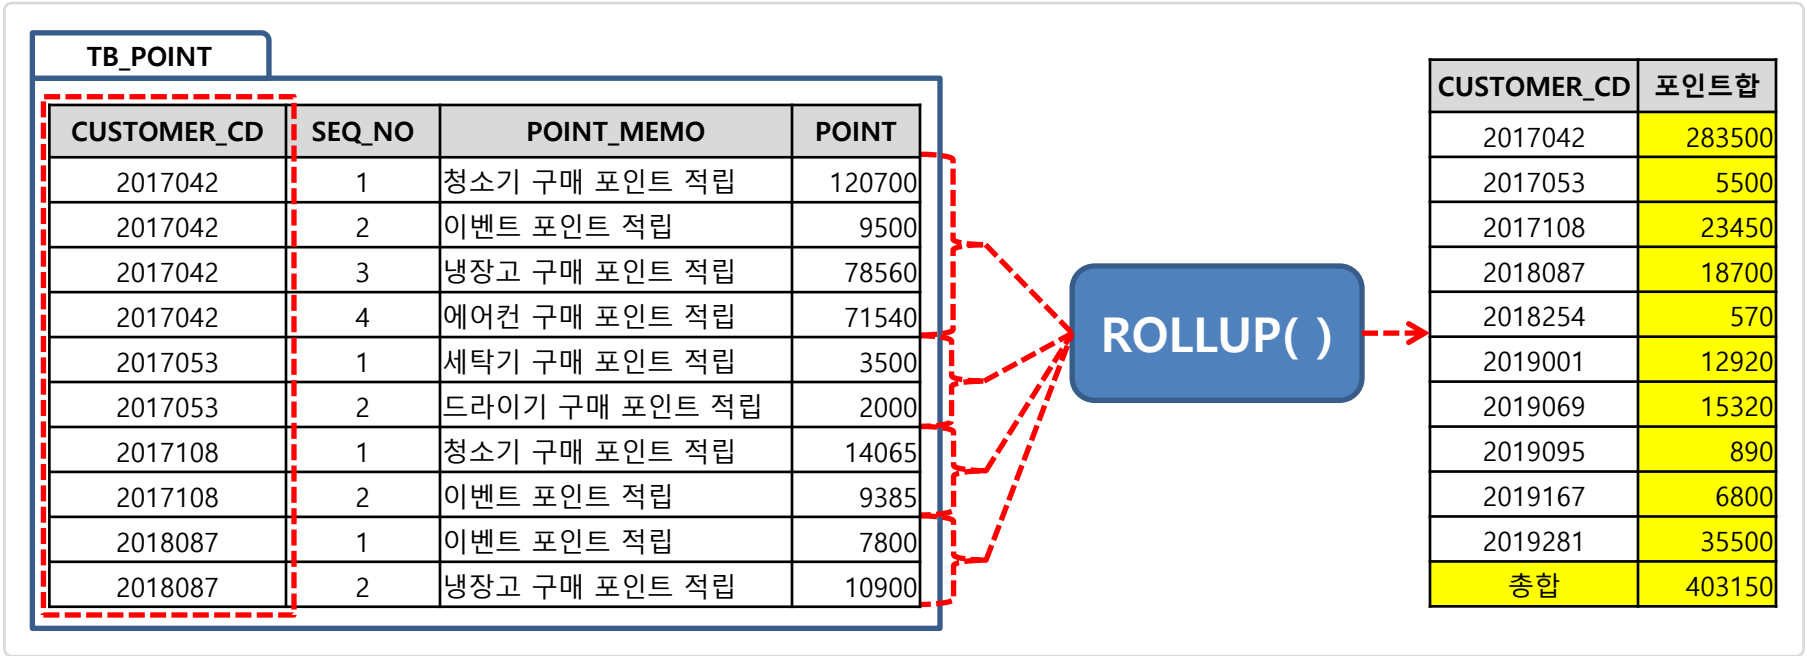 TB_POINT
CUSTOMER_CD SEQ_NO POINT_MEMO POINT
2017042 1 청소기 구매 포인트 적립 120700
2017042 2 이벤트 포인트 적립 9500
2017042 3 냉장고 구매 포인트 적립 78560
2017042 4 에어컨 구매 포인트 적립 71540
2017053 1 세탁기 구매 포인트 적립 3500
2017053 2 드라이기 구매 포인트 적립 2000
2017108 1 청소기 구매 포인트 적립 14065
2017108 2 이벤트 포인트 적립 9385
2018087 1 이벤트 포인트 적립 7800
2018087 2 냉장고 구매 포인트 적립 10900
ROLLUP( )
CUSTOMER_CD 포인트합
2017042 283500
2017053 5500
2017108 23450
2018087 18700
2018254 570
2019001 12920
2019069 15320
2019095 890
2019167 6800
2019281 35500
총합 403150